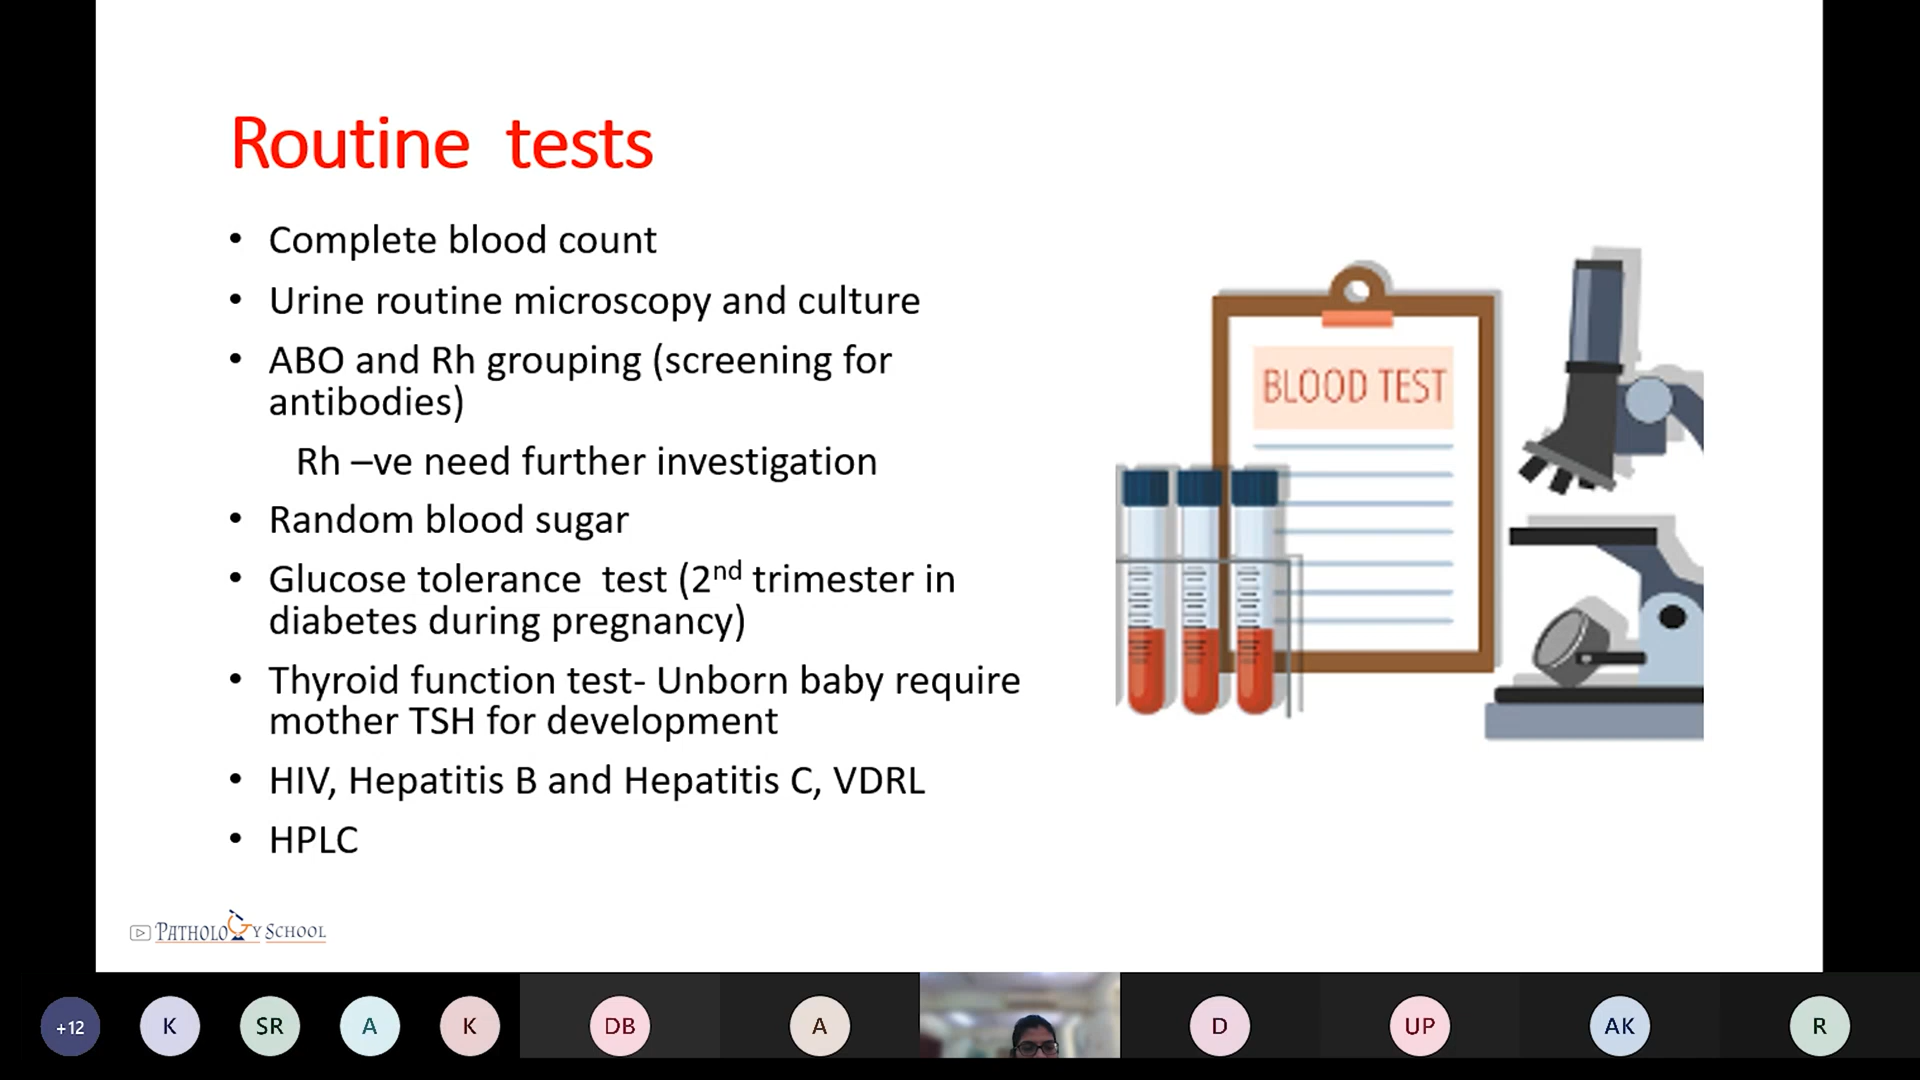 Routine tests
• Complete blood count
• Urine routine microscopy and culture
• ABO and Rh grouping (screening for
antibodies)
Rh –ve need further investigation
• Random blood sugar
• Glucose tolerance test (2nd trimester in
diabetes during pregnancy)
• Thyroid function test- Unborn baby require
mother TSH for development
• HIV, Hepatitis B and Hepatitis C, VDRL
• HPLC
BLOOD TEST
PATHOLOGY SCHOOL
+12
K
SR
A
K
DB
A
D
UP
AK
R